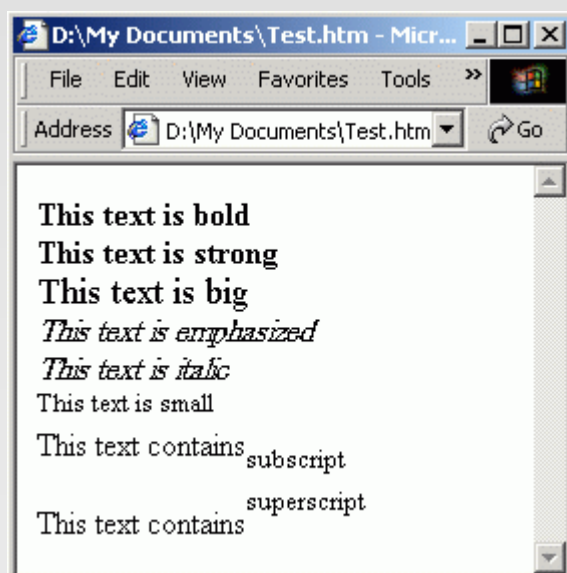 D:\My Documents\Test.htm - Micr...
File Edit View Favorites Tools »
Address D:\My Documents\Test.htm Go
This text is bold
This text is strong
This text is big
This text is emphasized
This text is italic
This text is small
This text contains subscript
This text contains superscript